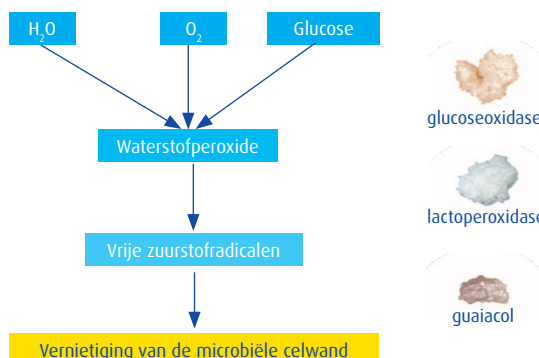 H₂O
O₂
Glucose
Waterstofperoxide
Vrije zuurstofradicalen
Vernietiging van de microbiële celwand
glucoseoxidase
lactoperoxidase
guaiacol